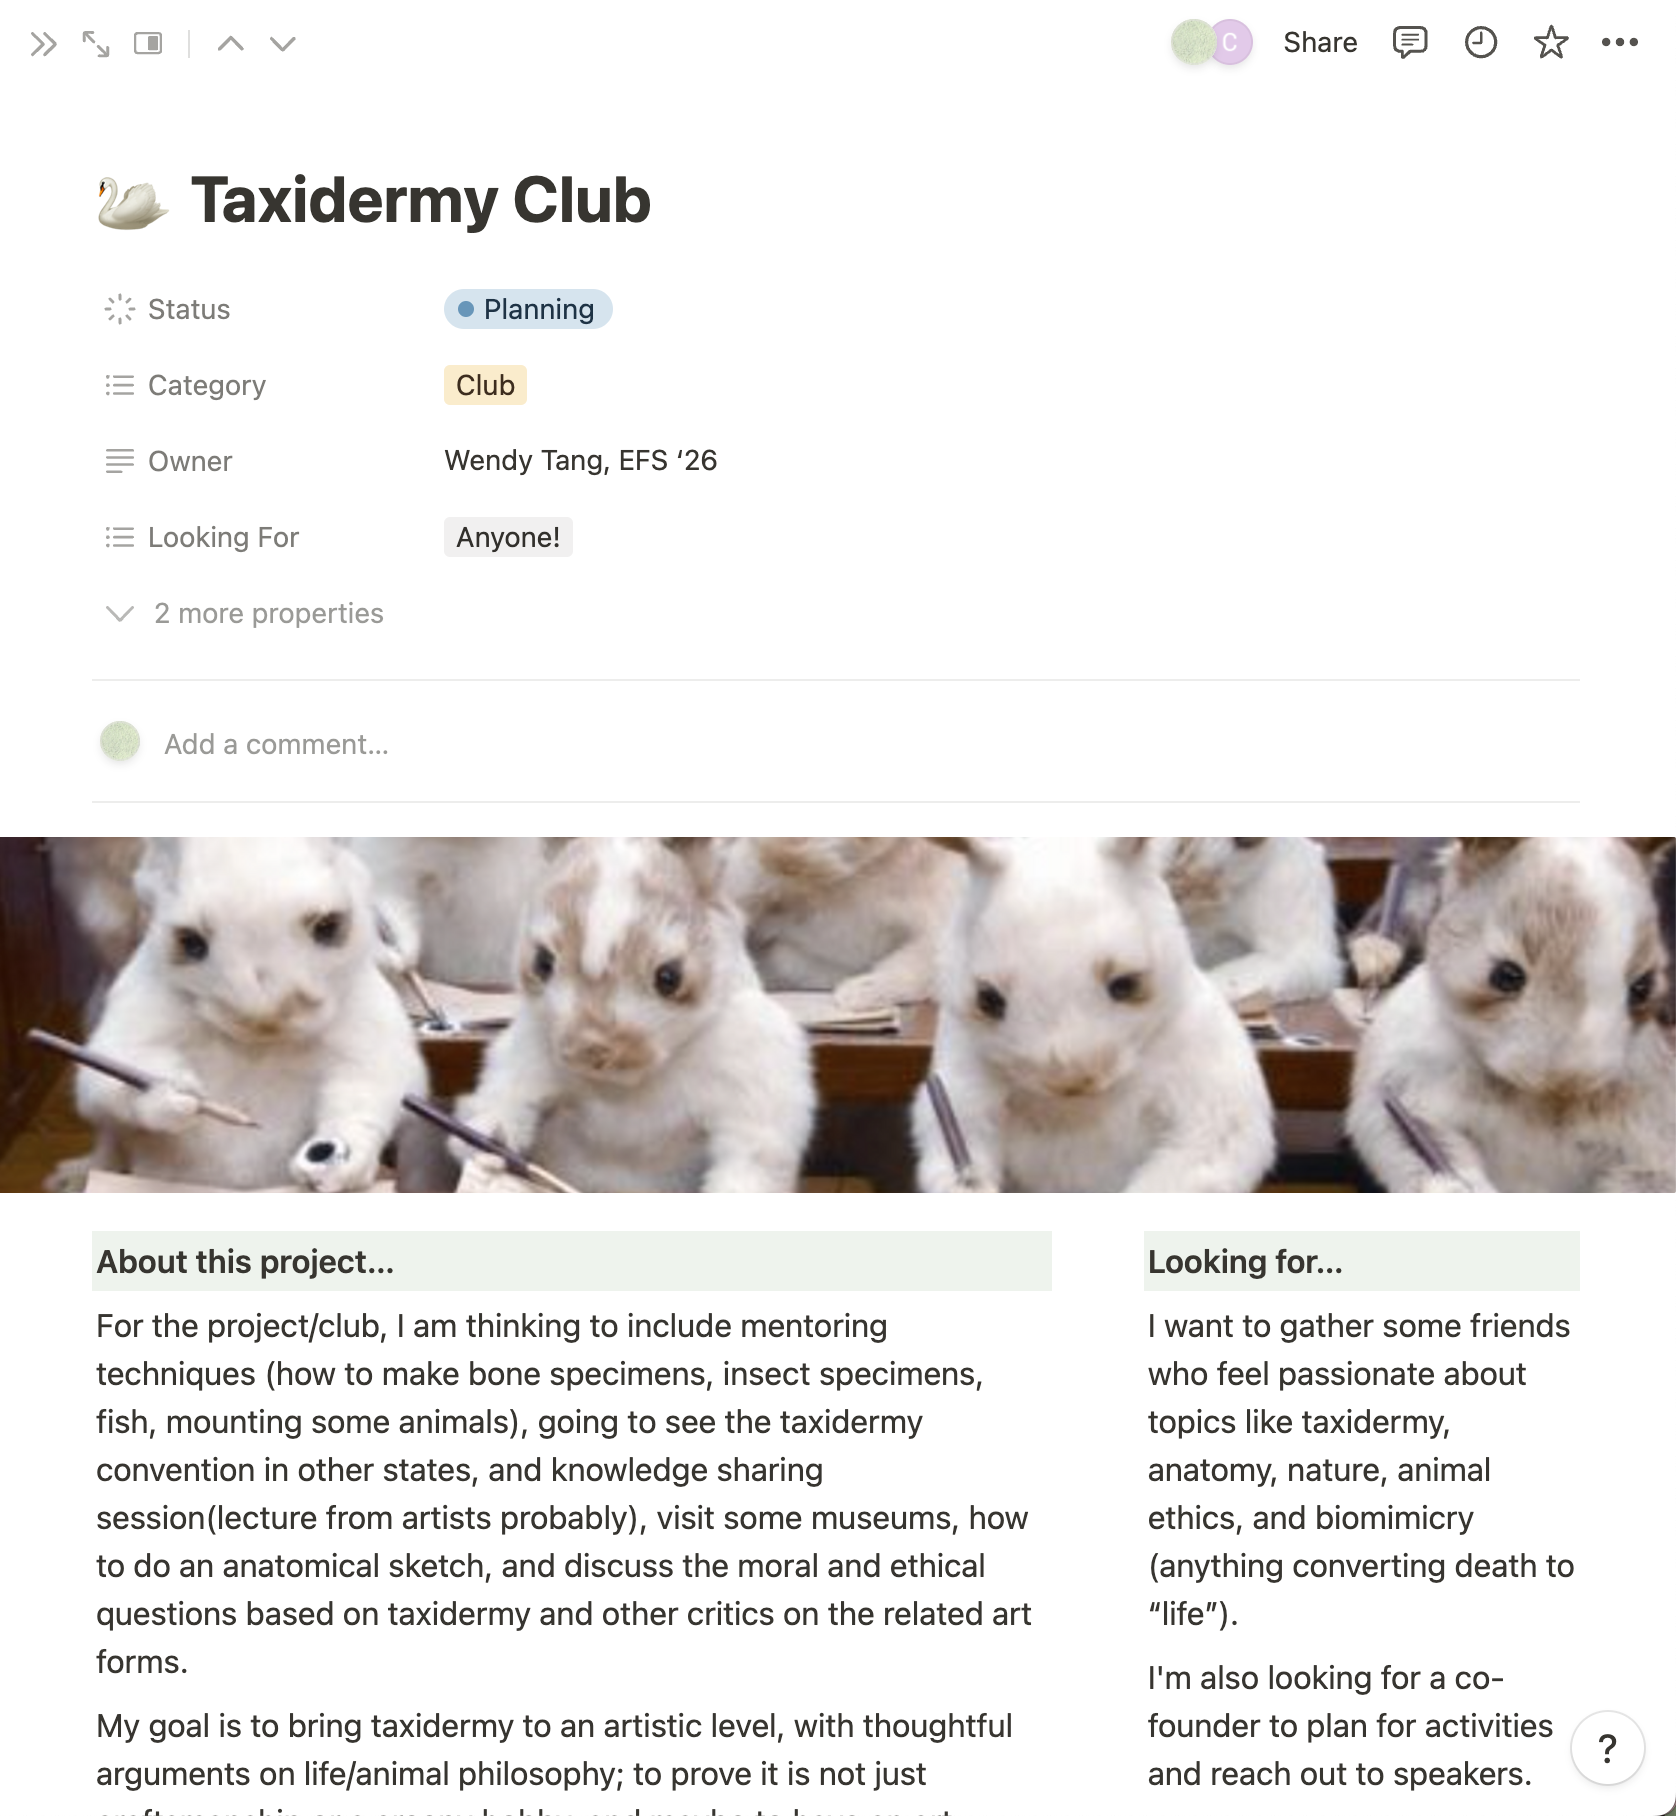 C
Share
Taxidermy Club
Status
Planning
Category
Club
Owner
Wendy Tang, EFS ‘26
Looking For
Anyone!
2 more properties
Add a comment...
About this project...
For the project/club, I am thinking to include mentoring
techniques (how to make bone specimens, insect specimens,
fish, mounting some animals), going to see the taxidermy
convention in other states, and knowledge sharing
session(lecture from artists probably), visit some museums, how
to do an anatomical sketch, and discuss the moral and ethical
questions based on taxidermy and other critics on the related art
forms.
My goal is to bring taxidermy to an artistic level, with thoughtful
arguments on life/animal philosophy; to prove it is not just
Looking for...
I want to gather some friends
who feel passionate about
topics like taxidermy,
anatomy, nature, animal
ethics, and biomimicry
(anything converting death to
“life”).
I'm also looking for a co-
founder to plan for activities
and reach out to speakers.
?